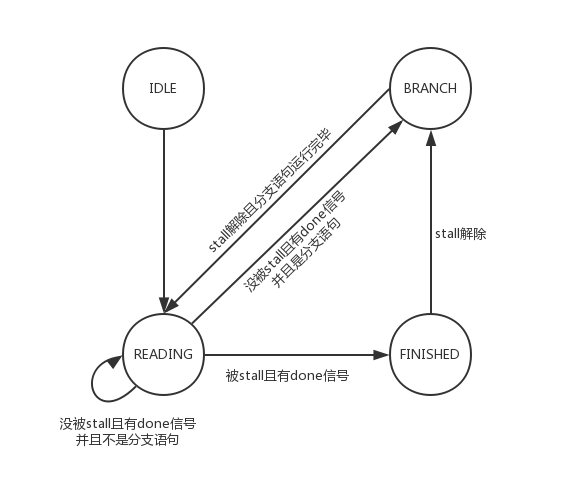 IDLE
BRANCH
stall解除且分支语句运行完毕
没被stall且有done信号
并且是分支语句
stall解除
READING
FINISHED
被stall且有done信号
没被stall且有done信号
并且不是分支语句